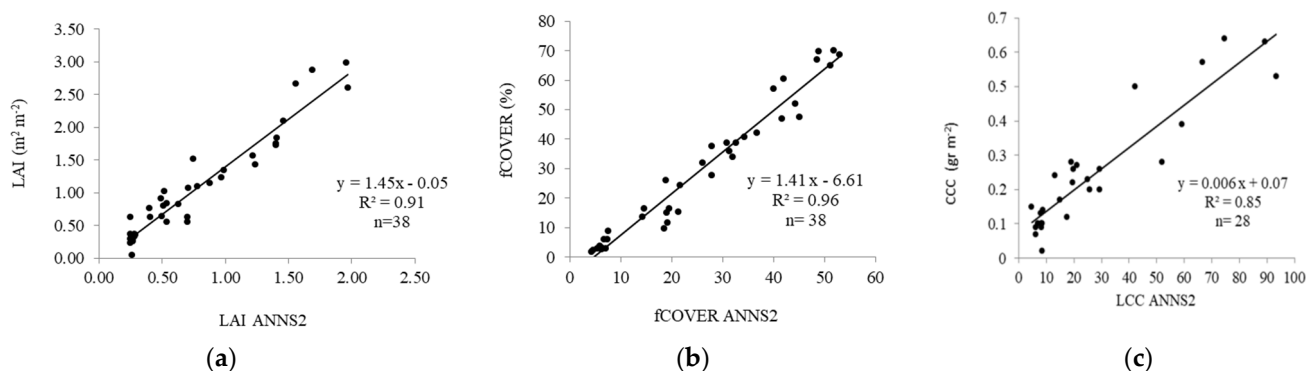 3.50
3.00
2.50
2.00
1.50
1.00
0.50
0.00
LAI (m² m⁻²)
y = 1.45x - 0.05
R² = 0.91
n= 38
0.00 0.50 1.00 1.50 2.00 2.50
LAI ANNS2
(a)
80
70
60
50
40
30
20
10
0
fCOVER (%)
y = 1.41x - 6.61
R² = 0.96
n= 38
0 10 20 30 40 50 60
fCOVER ANNS2
(b)
0.7
0.6
0.5
0.4
0.3
0.2
0.1
0
CCC (gr m⁻²)
y = 0.006x + 0.07
R² = 0.85
n= 28
0 10 20 30 40 50 60 70 80 90 100
LCC ANNS2
(c)